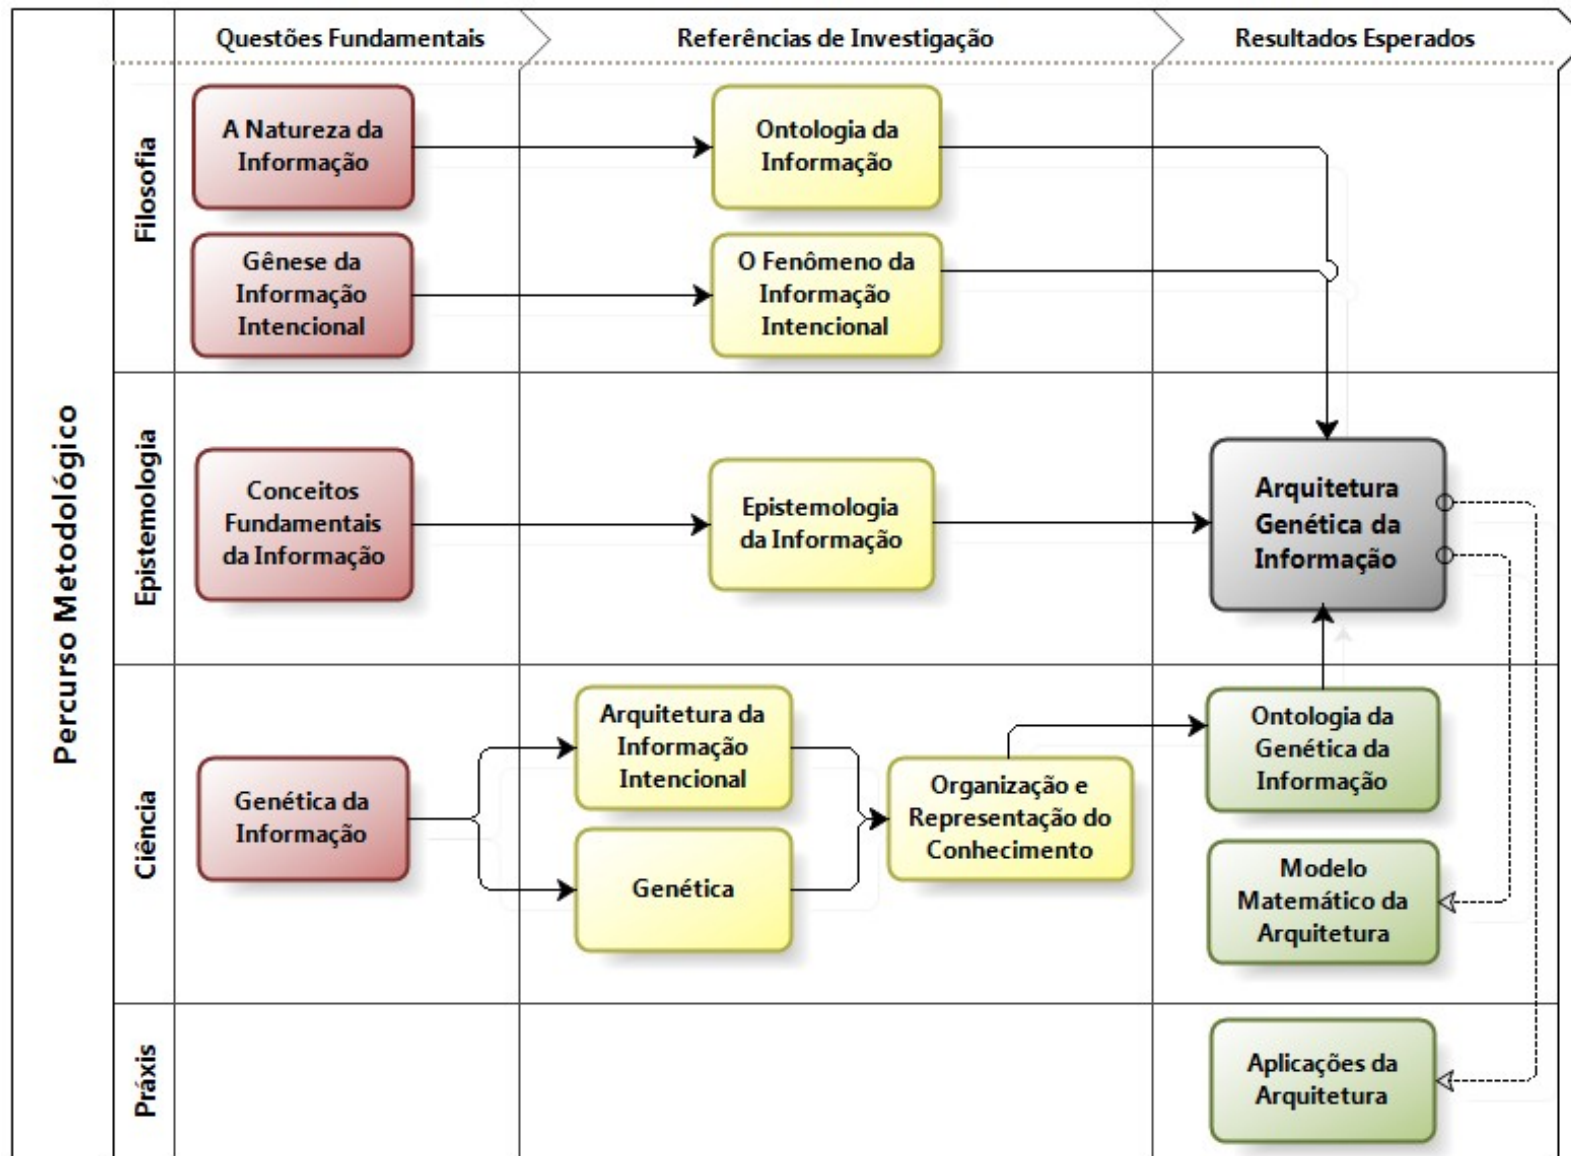 Questões Fundamentais
Referências de Investigação
Resultados Esperados
Percurso Metodológico
Filosofia
A Natureza da
Informação
Ontologia da
Informação
Gênese da
Informação
Intencional
O Fenômeno da
Informação
Intencional
Epistemologia
Conceitos
Fundamentais
da Informação
Epistemologia
da Informação
Arquitetura
Genética da
Informação
Ciência
Genética da
Informação
Arquitetura da
Informação
Intencional
Genética
Organização e
Representação do
Conhecimento
Ontologia da
Genética da
Informação
Modelo
Matemático da
Arquitetura
Práxis
Aplicações da
Arquitetura